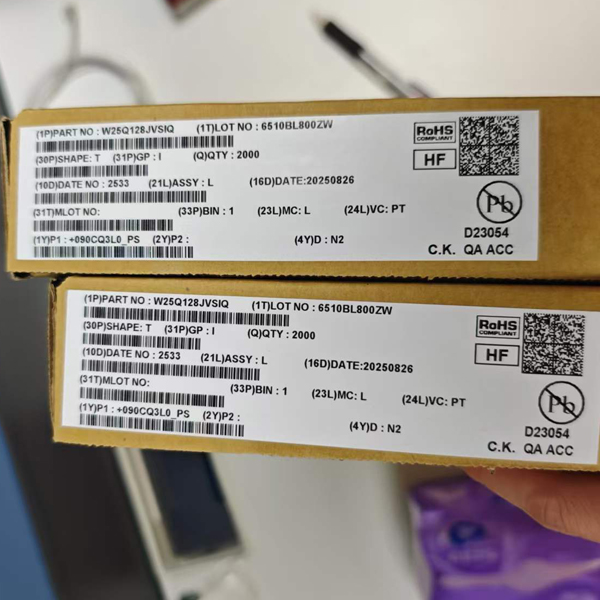 (1P)PART NO : W25Q128JVSIQ (1T)LOT NO : 6510BL800ZW
(30P)SHAPE: T (31P)GP : I (Q)QTY : 2000
(10D)DATE NO : 2533 (21L)ASSY : L (16D)DATE:20250826
(31T)MLOT NO: (33P)BIN : 1 (23L)MC: L (24L)VC: PT
(1Y)P1 : +090CQ3L0_PS (2Y)P2 : (4Y)D : N2
RoHS
COMPLIANT
HF
Pb
D23054
C.K. QA ACC
(1P)PART NO : W25Q128JVSIQ (1T)LOT NO : 6510BL800ZW
(30P)SHAPE: T (31P)GP : I (Q)QTY : 2000
(10D)DATE NO : 2533 (21L)ASSY : L (16D)DATE:20250826
(31T)MLOT NO: (33P)BIN : 1 (23L)MC: L (24L)VC: PT
(1Y)P1 : +090CQ3L0_PS (2Y)P2 : (4Y)D : N2
RoHS
COMPLIANT
HF
Pb
D23054
C.K. QA ACC